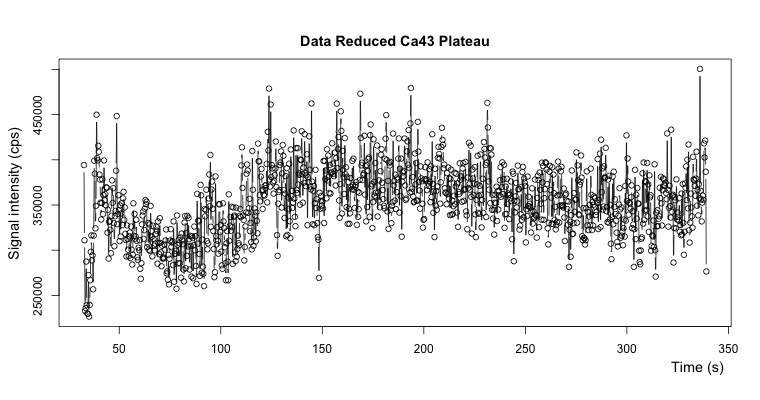 Data Reduced Ca43 Plateau
Signal intensity (cps)
450000
350000
250000
50 100 150 200 250 300 350
Time (s)